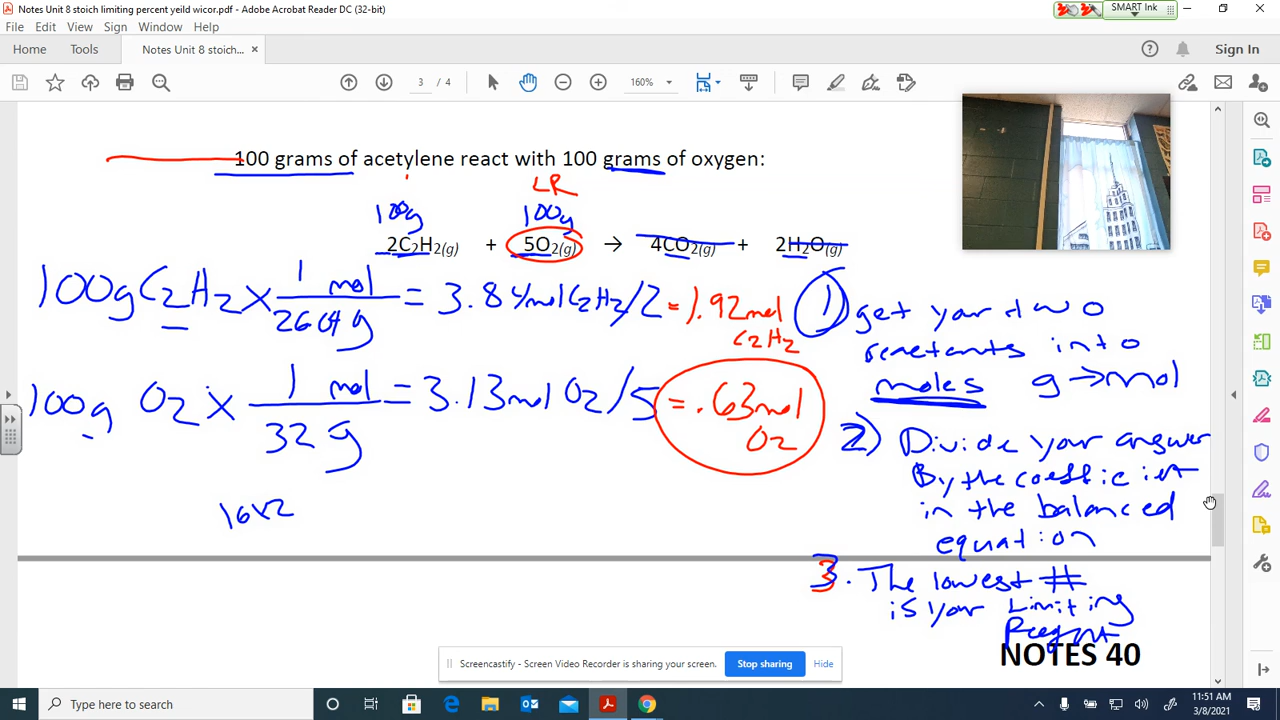 Notes Unit 8 stoich limiting percent yeild wicor.pdf - Adobe Acrobat Reader DC (32-bit)
SMART Ink
File Edit View Sign Window Help
Home Tools Notes Unit 8 stoich... × Sign In
3 / 4 160%
100 grams of acetylene react with 100 grams of oxygen:
LR
100g 100g
2C₂H₂(g) + 5O₂(g) → 4CO₂(g) + 2H₂O(g)
100g C₂H₂ × 1 mol / 26.04 g = 3.84 mol C₂H₂/2 = 1.92 mol C₂H₂
100g O₂ × 1 mol / 32 g = 3.13 mol O₂/5 = .63 mol O₂
16x2
1) get your two
reactants into
moles g → mol
2) Divide your answer
By the coefficient
in the balanced
equation
3. The lowest #
is your Limiting
Reagent
NOTES 40
Screencastify - Screen Video Recorder is sharing your screen. Stop sharing Hide
Type here to search
11:51 AM
3/8/2021